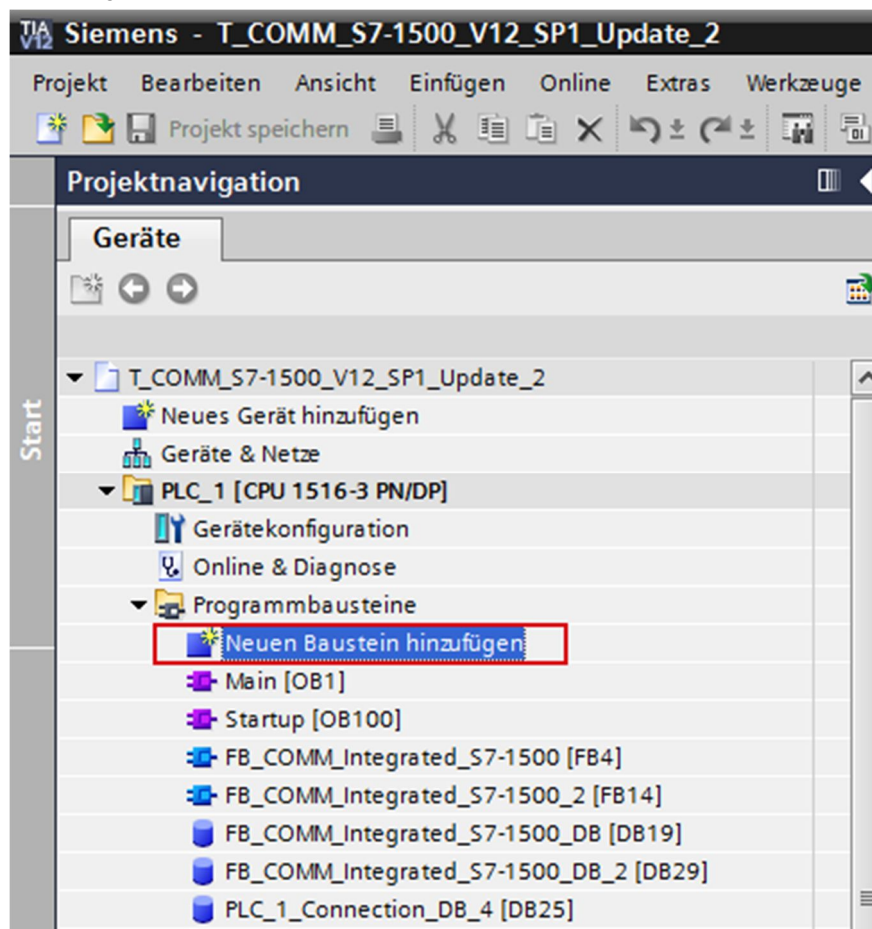 TIA V12 Siemens - T_COMM_S7-1500_V12_SP1_Update_2
Projekt Bearbeiten Ansicht Einfügen Online Extras Werkzeuge
Projekt speichern
Projektnavigation
Geräte
T_COMM_S7-1500_V12_SP1_Update_2
Neues Gerät hinzufügen
Geräte & Netze
PLC_1 [CPU 1516-3 PN/DP]
Gerätekonfiguration
Online & Diagnose
Programmbausteine
Neuen Baustein hinzufügen
Main [OB1]
Startup [OB100]
FB_COMM_Integrated_S7-1500 [FB4]
FB_COMM_Integrated_S7-1500_2 [FB14]
FB_COMM_Integrated_S7-1500_DB [DB19]
FB_COMM_Integrated_S7-1500_DB_2 [DB29]
PLC_1_Connection_DB_4 [DB25]
Start